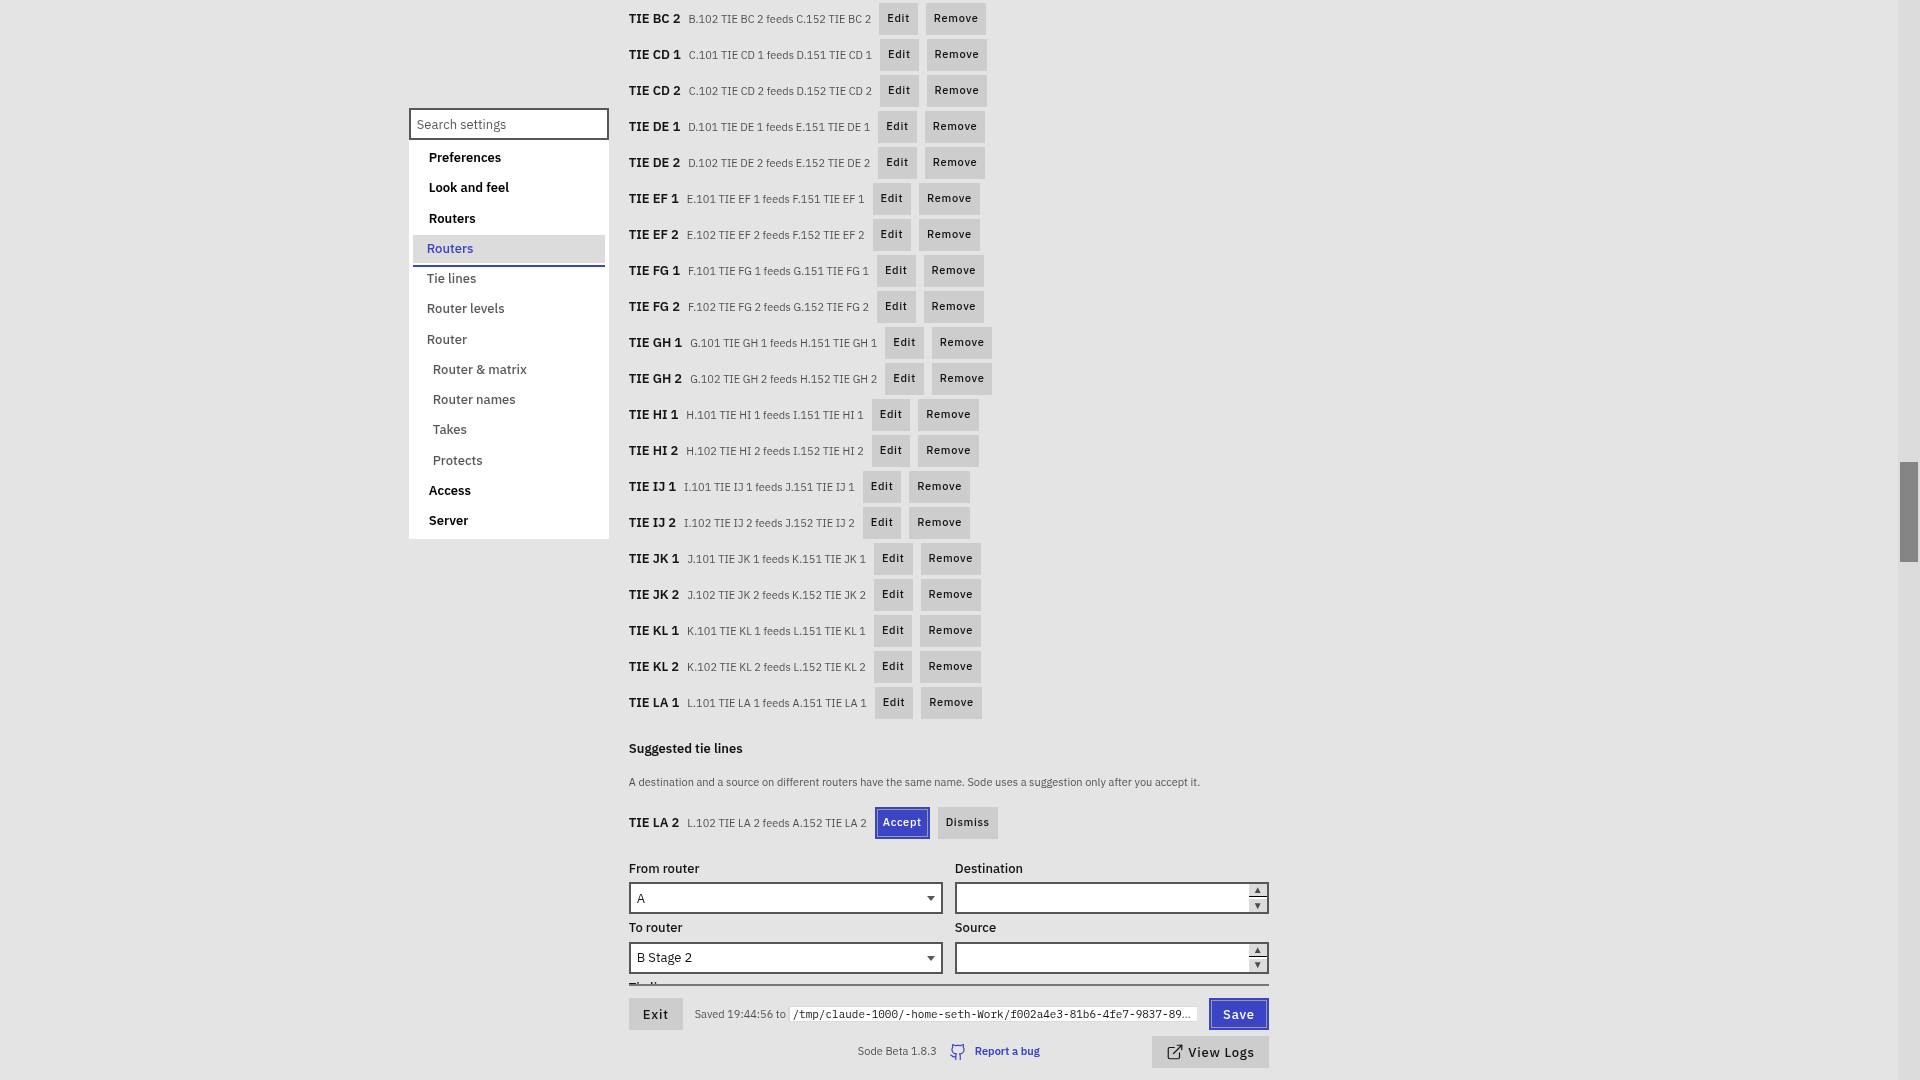 TIE BC 2 B.102 TIE BC 2 feeds C.152 TIE BC 2 Edit Remove
TIE CD 1 C.101 TIE CD 1 feeds D.151 TIE CD 1 Edit Remove
TIE CD 2 C.102 TIE CD 2 feeds D.152 TIE CD 2 Edit Remove
TIE DE 1 D.101 TIE DE 1 feeds E.151 TIE DE 1 Edit Remove
TIE DE 2 D.102 TIE DE 2 feeds E.152 TIE DE 2 Edit Remove
TIE EF 1 E.101 TIE EF 1 feeds F.151 TIE EF 1 Edit Remove
TIE EF 2 E.102 TIE EF 2 feeds F.152 TIE EF 2 Edit Remove
TIE FG 1 F.101 TIE FG 1 feeds G.151 TIE FG 1 Edit Remove
TIE FG 2 F.102 TIE FG 2 feeds G.152 TIE FG 2 Edit Remove
TIE GH 1 G.101 TIE GH 1 feeds H.151 TIE GH 1 Edit Remove
TIE GH 2 G.102 TIE GH 2 feeds H.152 TIE GH 2 Edit Remove
TIE HI 1 H.101 TIE HI 1 feeds I.151 TIE HI 1 Edit Remove
TIE HI 2 H.102 TIE HI 2 feeds I.152 TIE HI 2 Edit Remove
TIE IJ 1 I.101 TIE IJ 1 feeds J.151 TIE IJ 1 Edit Remove
TIE IJ 2 I.102 TIE IJ 2 feeds J.152 TIE IJ 2 Edit Remove
TIE JK 1 J.101 TIE JK 1 feeds K.151 TIE JK 1 Edit Remove
TIE JK 2 J.102 TIE JK 2 feeds K.152 TIE JK 2 Edit Remove
TIE KL 1 K.101 TIE KL 1 feeds L.151 TIE KL 1 Edit Remove
TIE KL 2 K.102 TIE KL 2 feeds L.152 TIE KL 2 Edit Remove
TIE LA 1 L.101 TIE LA 1 feeds A.151 TIE LA 1 Edit Remove
Search settings
Preferences
Look and feel
Routers
Routers
Tie lines
Router levels
Router
Router & matrix
Router names
Takes
Protects
Access
Server
Suggested tie lines
A destination and a source on different routers have the same name. Sode uses a suggestion only after you accept it.
TIE LA 2 L.102 TIE LA 2 feeds A.152 TIE LA 2 Accept Dismiss
From router Destination
A
To router Source
B Stage 2
Exit Saved 19:44:56 to /tmp/claude-1000/-home-seth-Work/f002a4e3-81b6-4fe7-9837-89... Save
Sode Beta 1.8.3 Report a bug View Logs